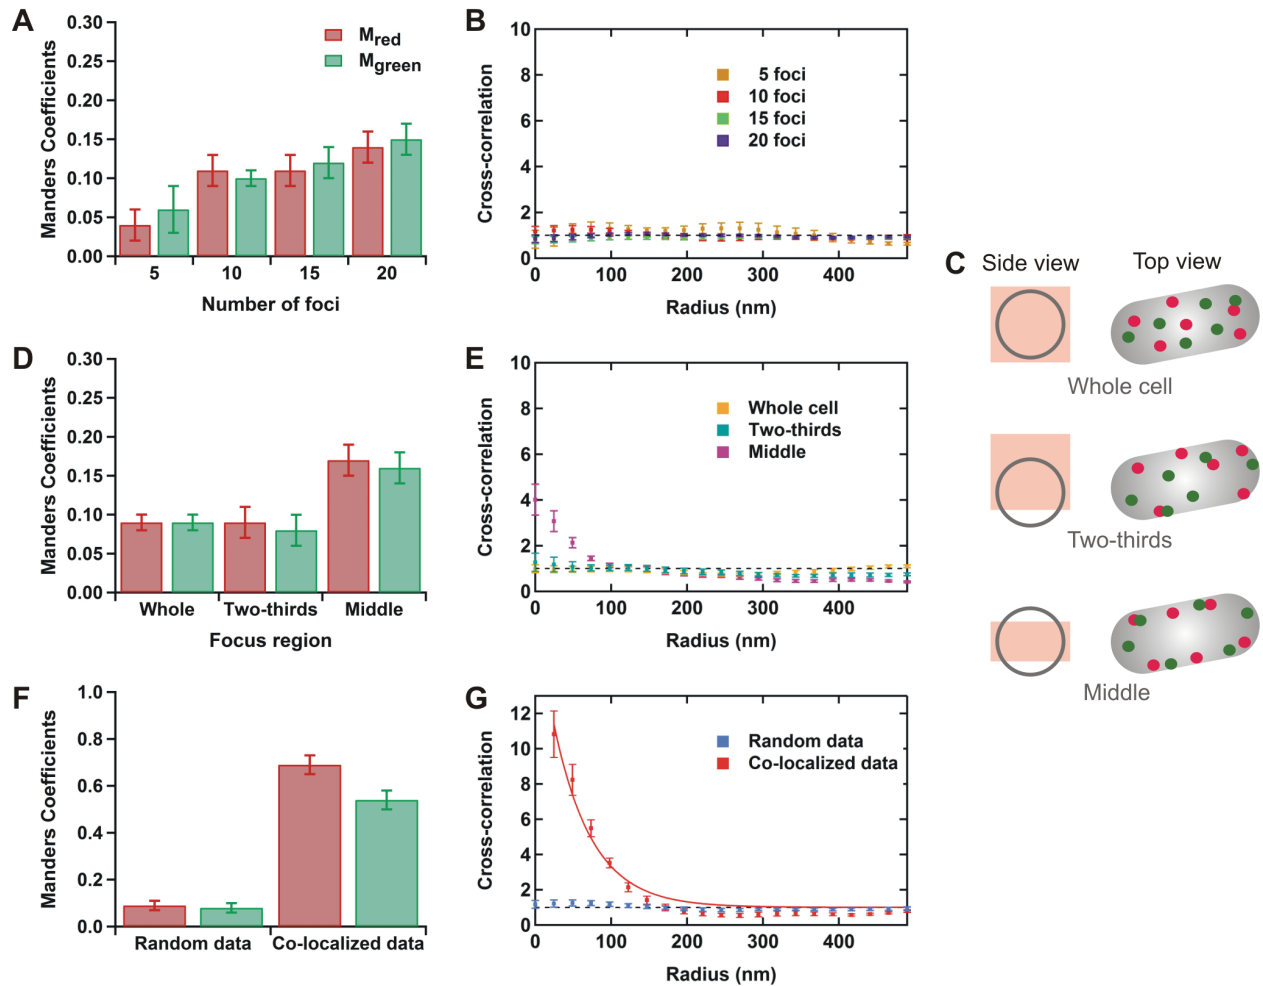 A
Manders Coefficients
0.30
0.25
0.20
0.15
0.10
0.05
0.00
M_red
M_green
5
10
15
20
Number of foci
B
Cross-correlation
10
8
6
4
2
0
5 foci
10 foci
15 foci
20 foci
0
100
200
300
400
Radius (nm)
C
Side view
Top view
Whole cell
Two-thirds
Middle
D
Manders Coefficients
0.30
0.25
0.20
0.15
0.10
0.05
0.00
Whole
Two-thirds
Middle
Focus region
E
Cross-correlation
10
8
6
4
2
0
Whole cell
Two-thirds
Middle
0
100
200
300
400
Radius (nm)
F
Manders Coefficients
1.0
0.8
0.6
0.4
0.2
0.0
Random data
Co-localized data
G
Cross-correlation
12
10
8
6
4
2
0
Random data
Co-localized data
0
100
200
300
400
Radius (nm)